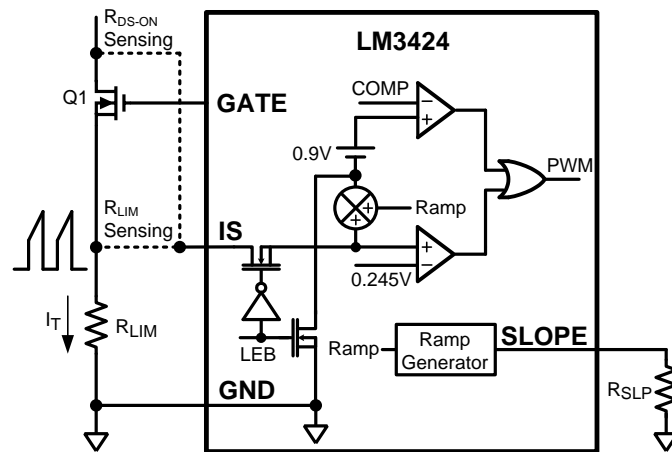 R_DS-ON
Sensing
LM3424
Q1
GATE
COMP
−
+
0.9V
PWM
+
+
Ramp
R_LIM
Sensing
IS
+
−
0.245V
I_T
R_LIM
LEB
Ramp
Ramp
Generator
SLOPE
R_SLP
GND